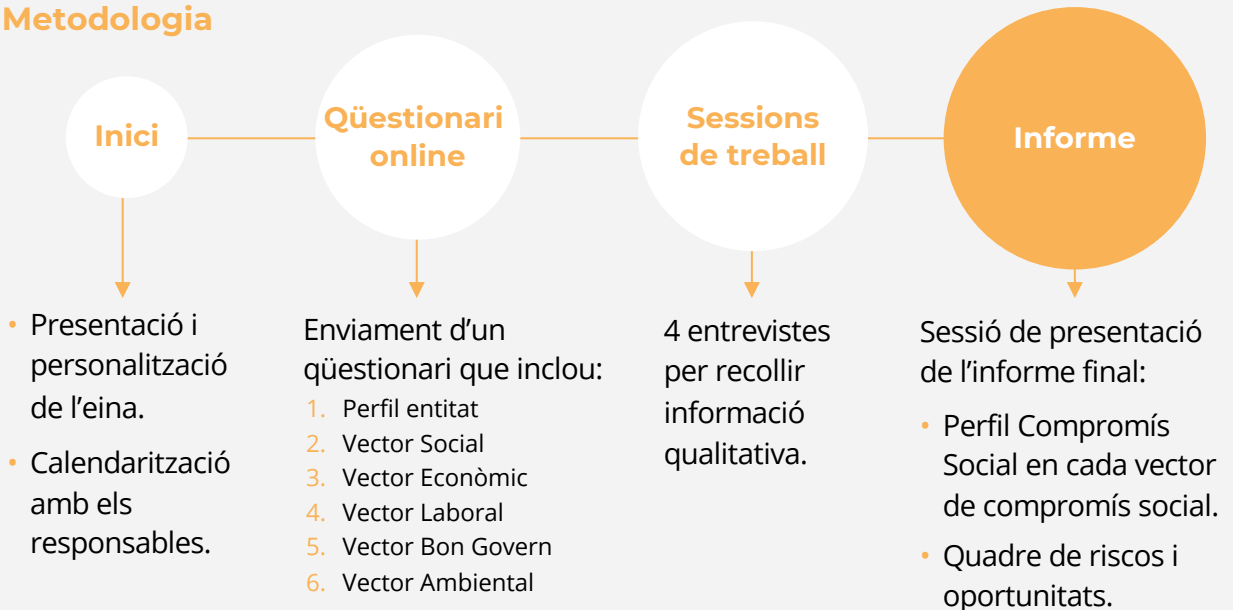 Metodologia
Inici
Qüestionari
online
Sessions
de treball
Informe
• Presentació i
personalització
de l’eina.
• Calendarització
amb els
responsables.
Enviament d’un
qüestionari que inclou:
1. Perfil entitat
2. Vector Social
3. Vector Econòmic
4. Vector Laboral
5. Vector Bon Govern
6. Vector Ambiental
4 entrevistes
per recollir
informació
qualitativa.
Sessió de presentació
de l’informe final:
• Perfil Compromís
Social en cada vector
de compromís social.
• Quadre de riscos i
oportunitats.